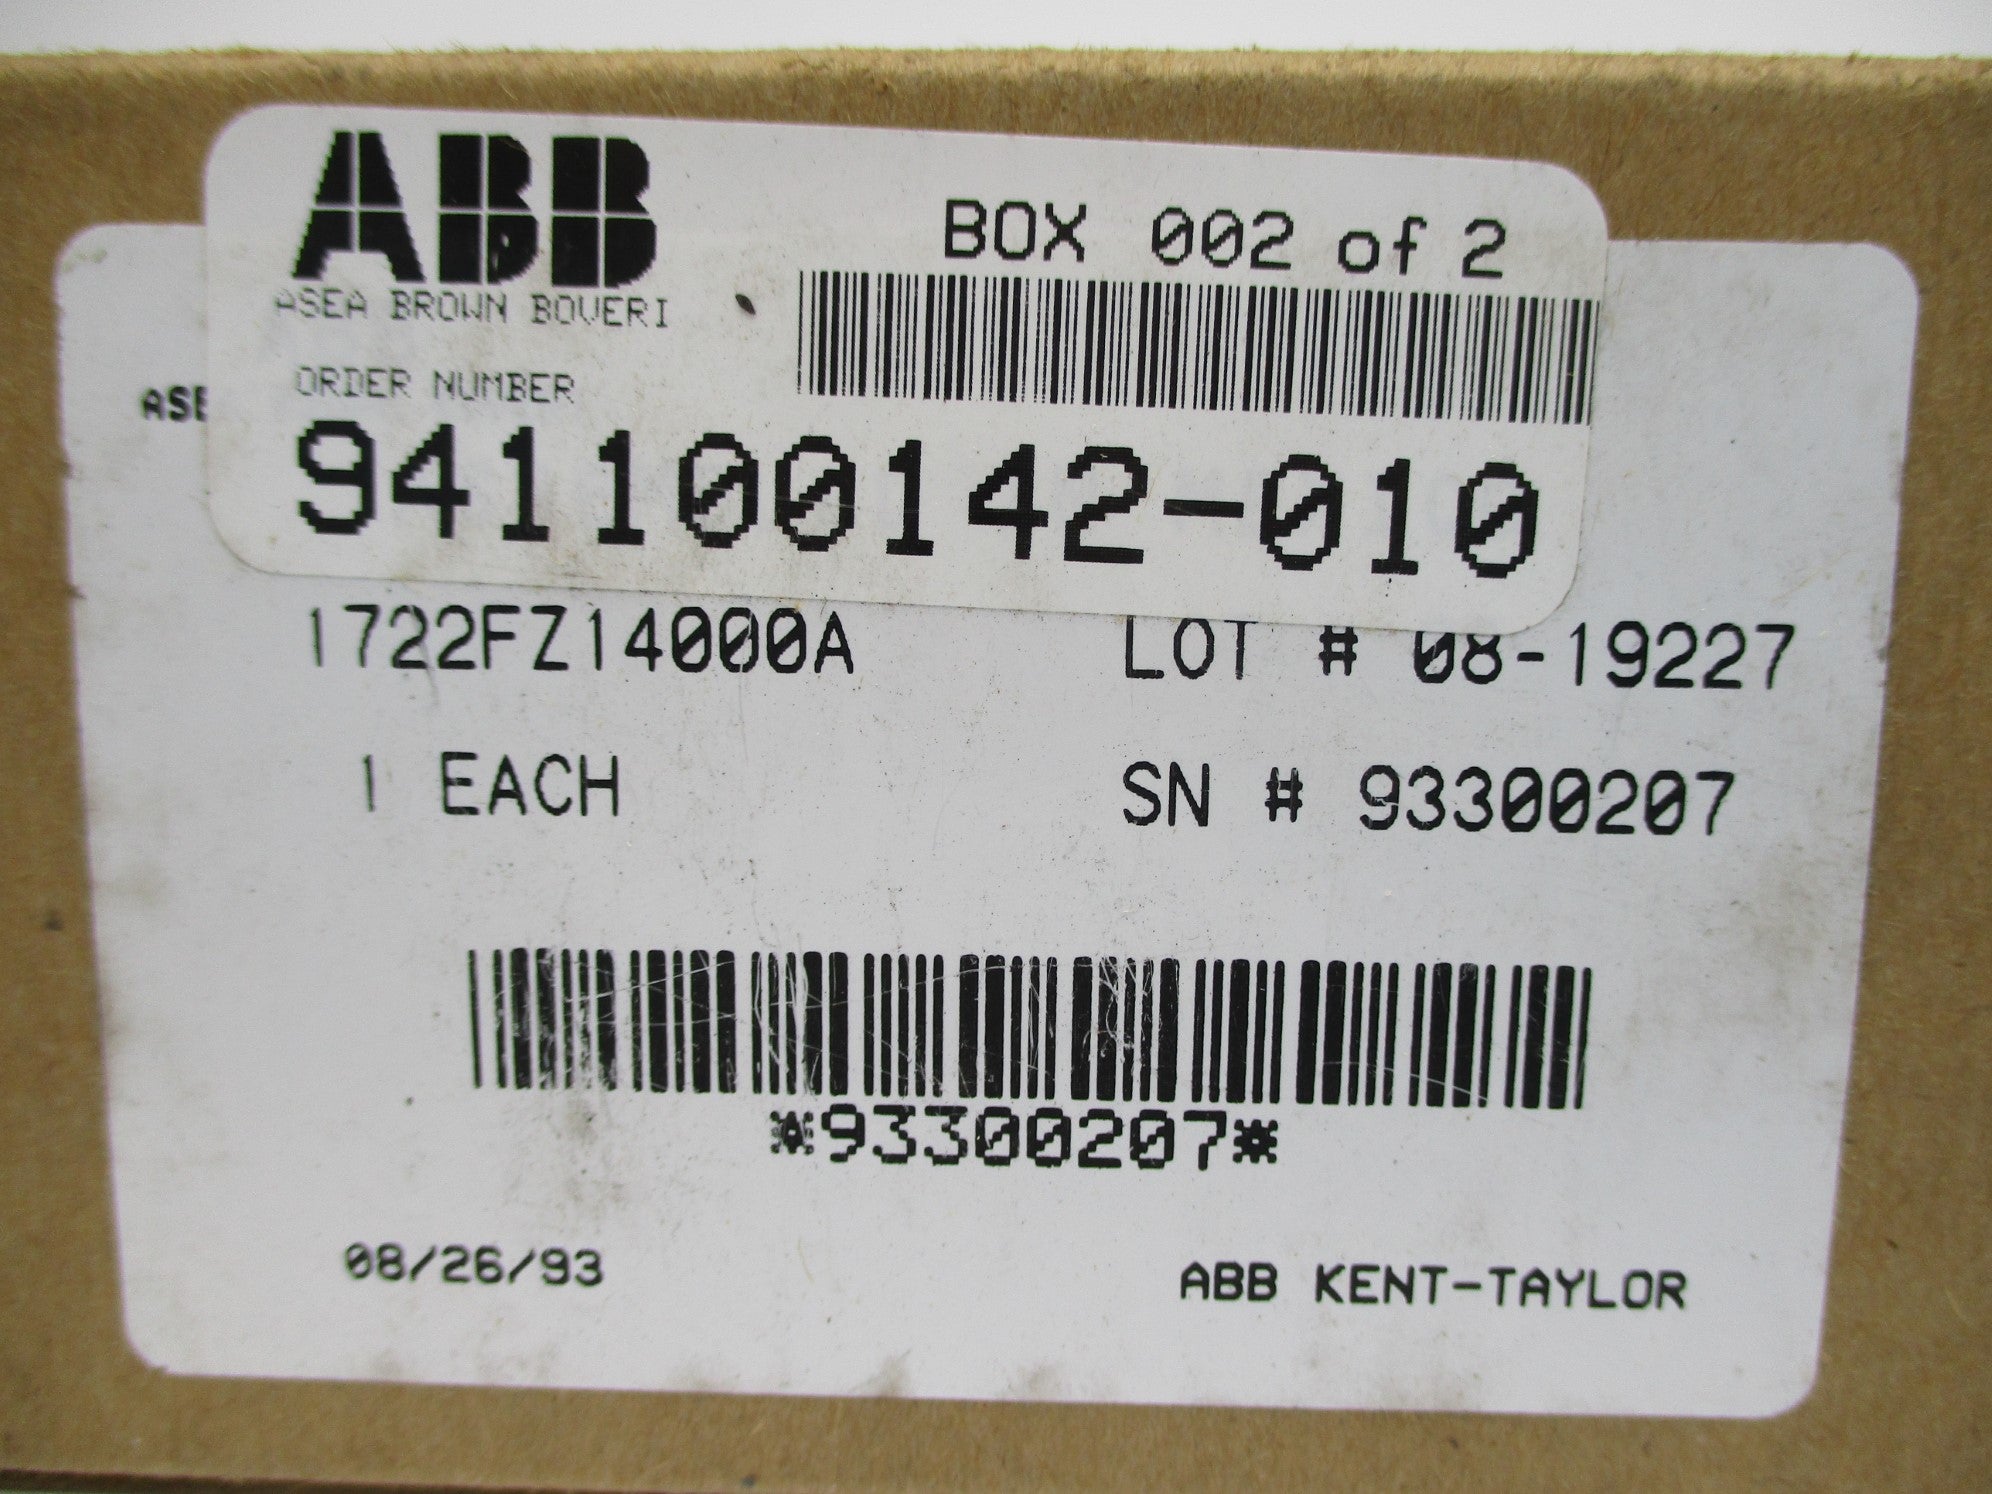 ABB
BOX 002 of 2
ASEA BROWN BOVERI
ORDER NUMBER
941100142-010
1722FZ14000A LOT # 08-19227
1 EACH SN # 93300207
*93300207*
08/26/93 ABB KENT-TAYLOR